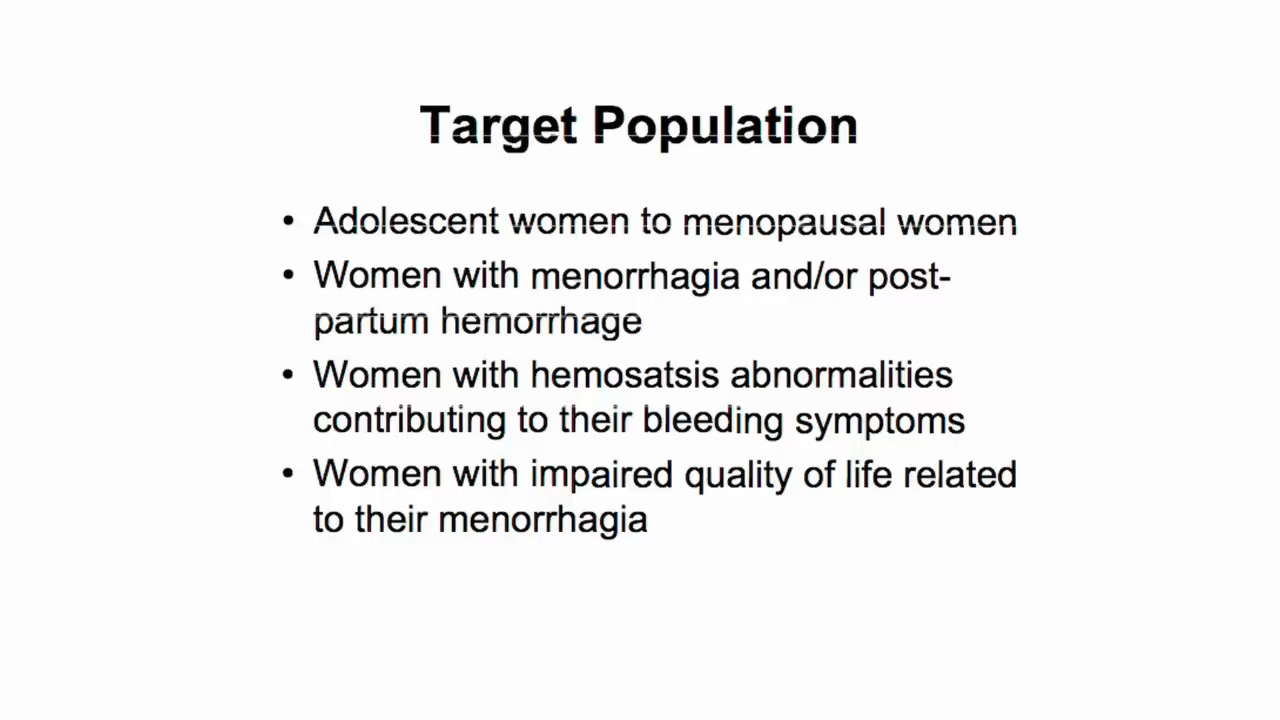 Target Population
• Adolescent women to menopausal women
• Women with menorrhagia and/or post-
partum hemorrhage
• Women with hemosatsis abnormalities
contributing to their bleeding symptoms
• Women with impaired quality of life related
to their menorrhagia